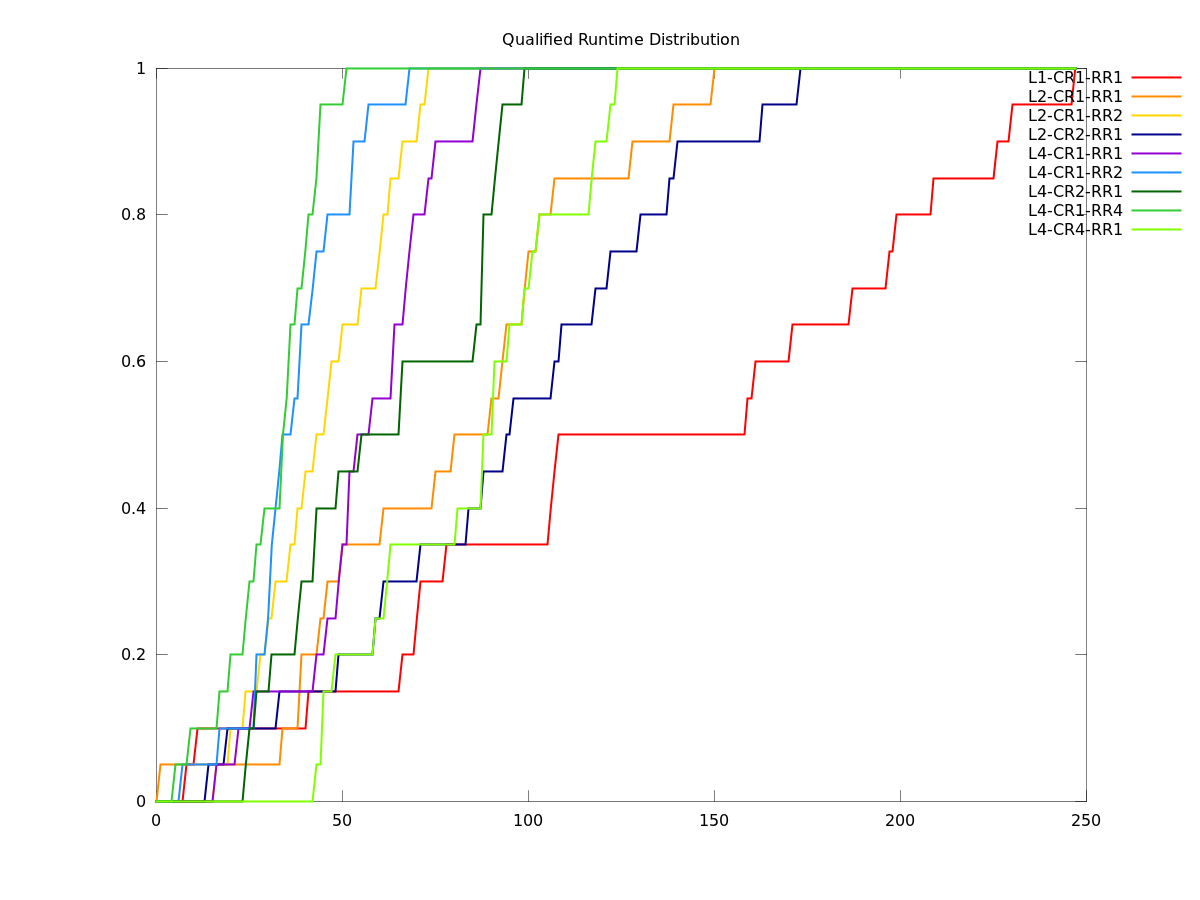 Qualified Runtime Distribution
1
0.8
0.6
0.4
0.2
0
0 50 100 150 200 250
L1-CR1-RR1
L2-CR1-RR1
L2-CR1-RR2
L2-CR2-RR1
L4-CR1-RR1
L4-CR1-RR2
L4-CR2-RR1
L4-CR1-RR4
L4-CR4-RR1